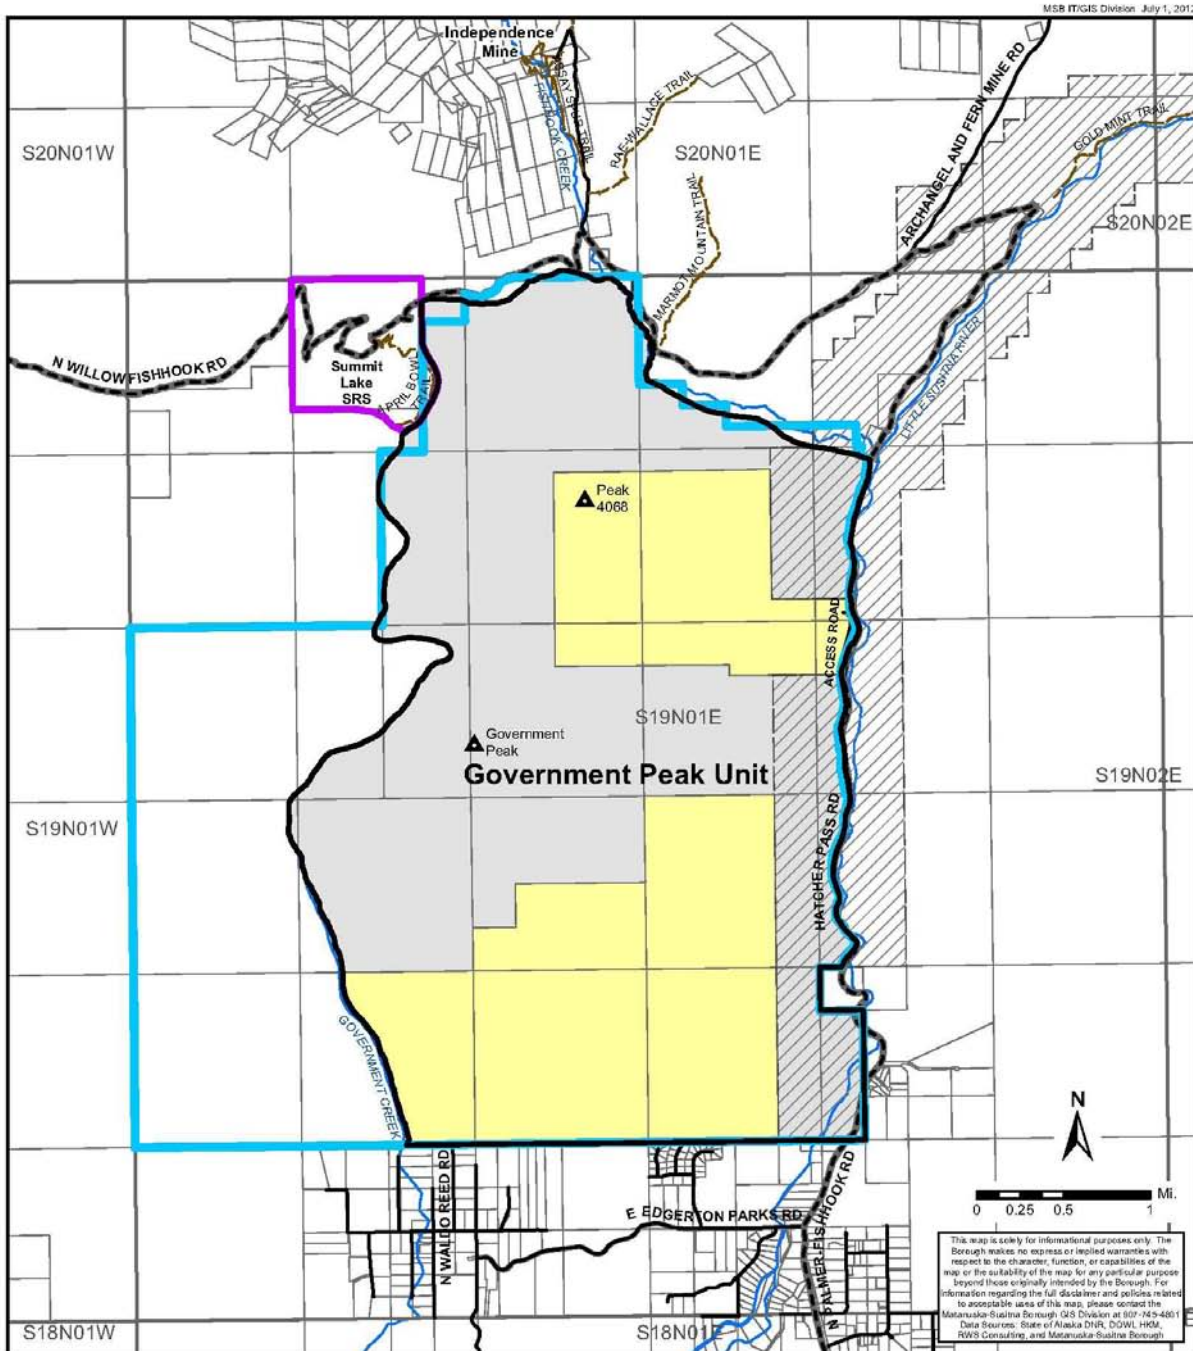 MSB IT/GIS Division July 1, 2012
Independence
Mine
ASSAY SPUR TRAIL
FISHHOOK CREEK
RAE-WALLACE TRAIL
ARCHANGEL AND FERN MINE RD
GOLD MINT TRAIL
S20N01W
S20N01E
S20N02E
MARMOT MOUNTAIN TRAIL
N WILLOW FISHHOOK RD
Summit
Lake
SRS
APRIL BOWL
TRAIL
LITTLE SUSITNA RIVER
Peak
4068
ACCESS ROAD
S19N01E
Government
Peak
Government Peak Unit
S19N02E
S19N01W
HATCHER PASS RD
GOVERNMENT CREEK
N
N WALDO REED RD
E EDGERTON PARKS RD
N PALMER-FISHHOOK RD
Mi.
0 0.25 0.5 1
This map is solely for informational purposes only. The
Borough makes no express or implied warranties with
respect to the character, function, or capabilities of the
map or the suitability of the map for any particular purpose
beyond those originally intended by the Borough. For
information regarding the full disclaimer and policies related
to acceptable uses of this map, please contact the
Matanuska-Susitna Borough GIS Division at 907-745-4801
Data Sources: State of Alaska DNR, DOWL HKM,
RWS Consulting, and Matanuska-Susitna Borough
S18N01W
S18N01E